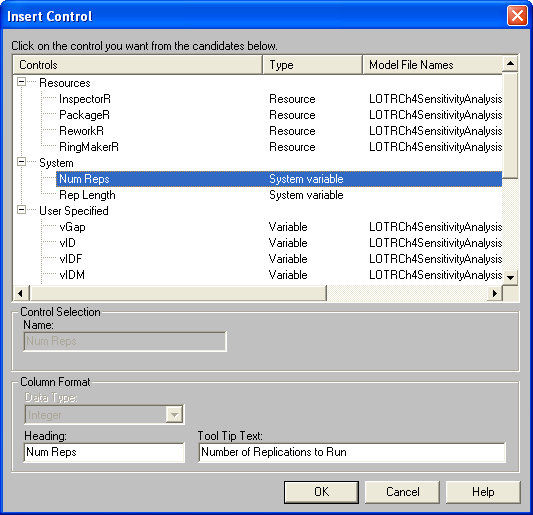 Insert Control
Click on the control you want from the candidates below.
Controls Type Model File Names
Resources
InspectorR Resource LOTRCh4SensitivityAnalysis
PackageR Resource LOTRCh4SensitivityAnalysis
ReworkR Resource LOTRCh4SensitivityAnalysis
RingMakerR Resource LOTRCh4SensitivityAnalysis
System
Num Reps System variable
Rep Length System variable
User Specified
vGap Variable LOTRCh4SensitivityAnalysis
vID Variable LOTRCh4SensitivityAnalysis
vIDF Variable LOTRCh4SensitivityAnalysis
vIDM Variable LOTRCh4SensitivityAnalysis
Control Selection
Name:
Num Reps
Column Format
Data Type:
Integer
Heading: Tool Tip Text:
Num Reps Number of Replications to Run
OK Cancel Help